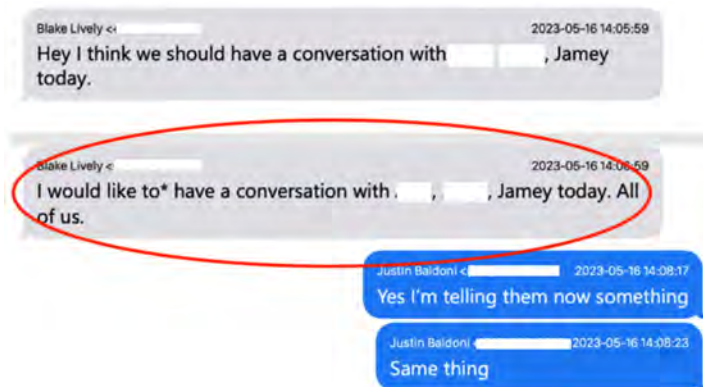 Blake Lively < 2023-05-16 14:05:59
Hey I think we should have a conversation with , Jamey
today.
Blake Lively < 2023-05-16 14:06:59
I would like to* have a conversation with , , Jamey today. All
of us.
Justin Baldoni < 2023-05-16 14:08:17
Yes I'm telling them now something
Justin Baldoni 2023-05-16 14:08:23
Same thing